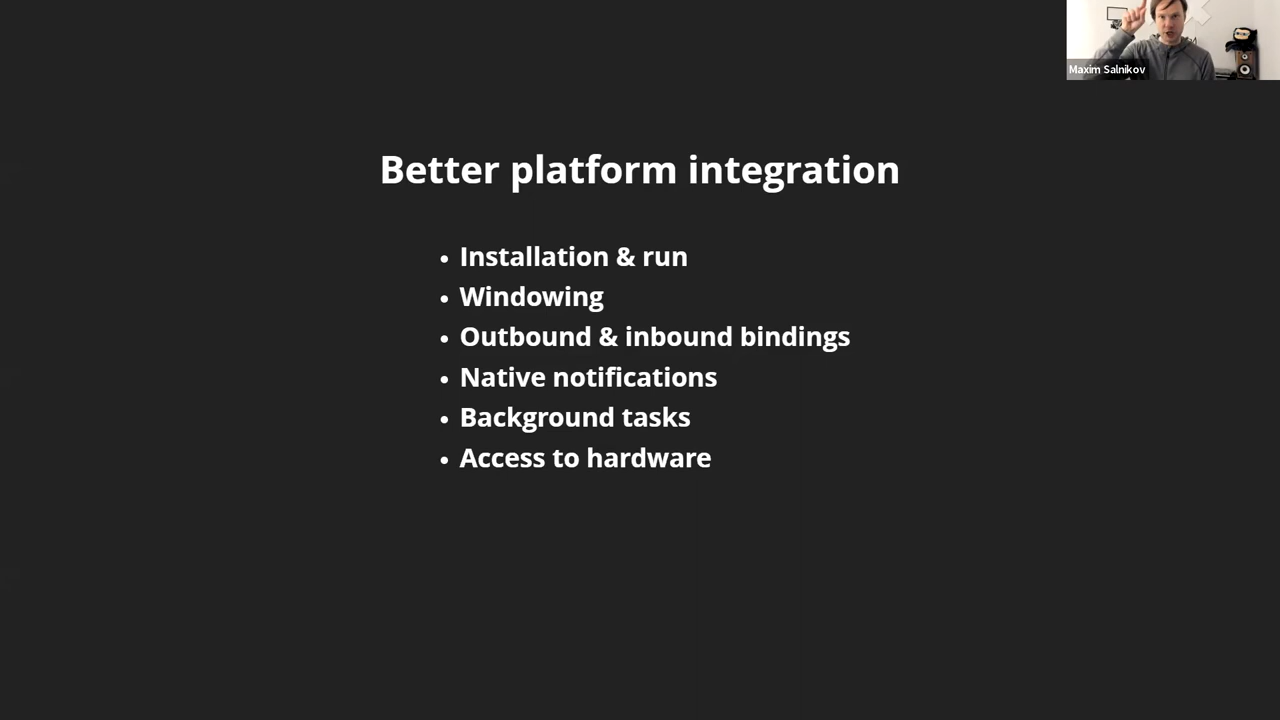 Maxim Salnikov
Better platform integration
• Installation & run
• Windowing
• Outbound & inbound bindings
• Native notifications
• Background tasks
• Access to hardware